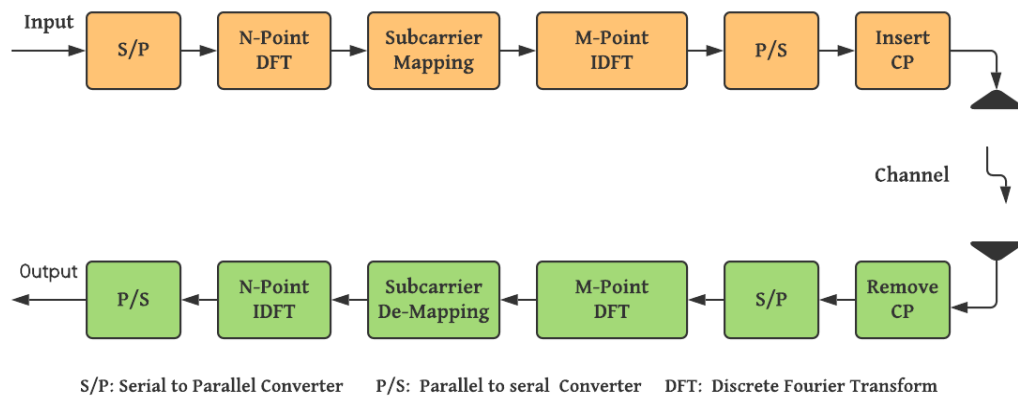 Input
S/P
N-Point
DFT
Subcarrier
Mapping
M-Point
IDFT
P/S
Insert
CP
Channel
Output
P/S
N-Point
IDFT
Subcarrier
De-Mapping
M-Point
DFT
S/P
Remove
CP
S/P: Serial to Parallel Converter P/S: Parallel to seral Converter DFT: Discrete Fourier Transform